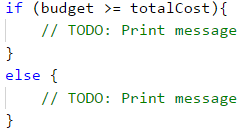 if (budget >= totalCost){
    // TODO: Print message
}
else {
    // TODO: Print message
}